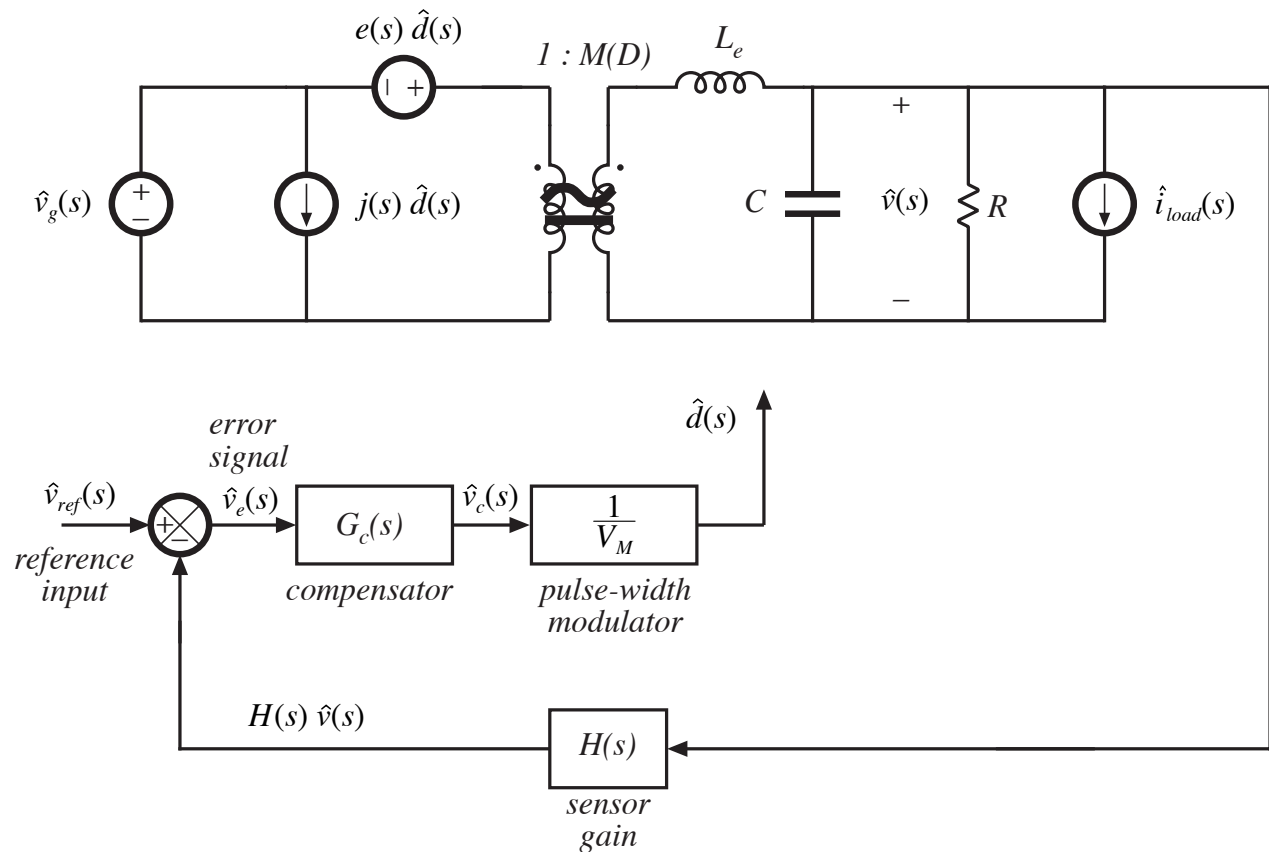 e(s) d̂(s)
1 : M(D)
Lₑ
+ –
+
v̂_g(s)
+
–
j(s) d̂(s)
C
v̂(s)
R
î_load(s)
–
error
signal
d̂(s)
v̂_ref(s)
+
–
v̂_e(s)
G_c(s)
v̂_c(s)
1
V_M
reference
input
compensator
pulse-width
modulator
H(s) v̂(s)
H(s)
sensor
gain